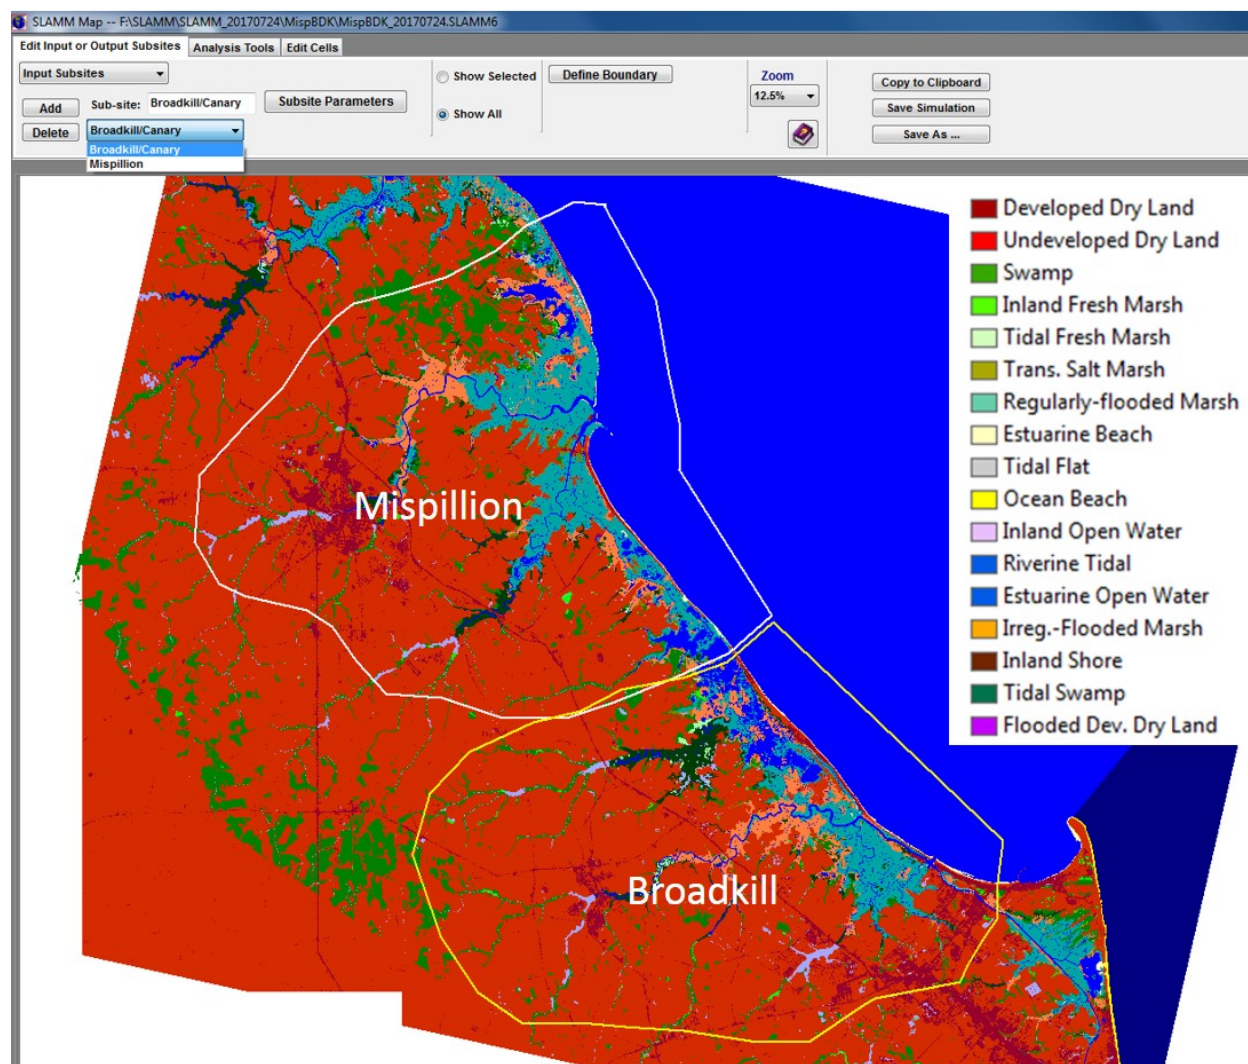 SLAMM Map -- F:\SLAMM\SLAMM_20170724\MispBDK\MispBDK_20170724.SLAMM6
Edit Input or Output Subsites Analysis Tools Edit Cells
Input Subsites
Add Sub-site: Broadkill/Canary Subsite Parameters
Delete Broadkill/Canary
Broadkill/Canary
Mispillion
Show Selected
Show All
Define Boundary
Zoom
12.5%
Copy to Clipboard
Save Simulation
Save As ...
Developed Dry Land
Undeveloped Dry Land
Swamp
Inland Fresh Marsh
Tidal Fresh Marsh
Trans. Salt Marsh
Regularly-flooded Marsh
Estuarine Beach
Tidal Flat
Ocean Beach
Inland Open Water
Riverine Tidal
Estuarine Open Water
Irreg.-Flooded Marsh
Inland Shore
Tidal Swamp
Flooded Dev. Dry Land
Mispillion
Broadkill